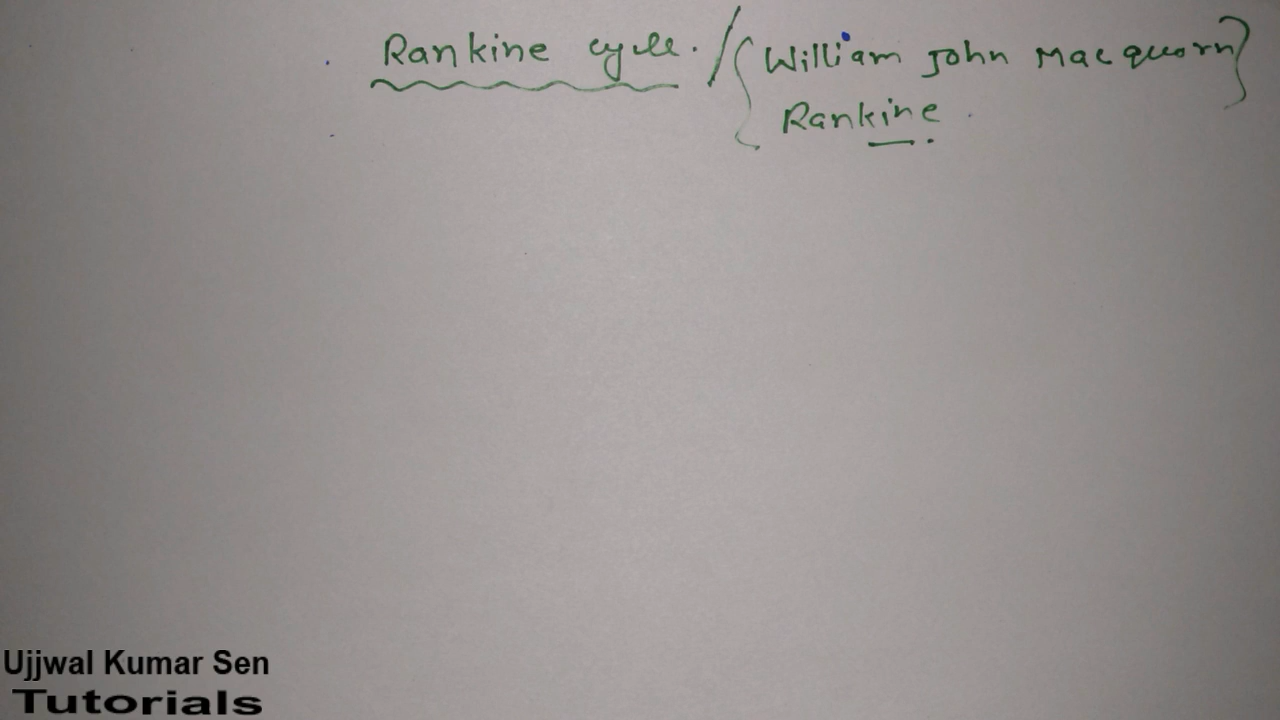 Rankine cycle. / { William John Macquorn }
Rankine.
Ujjwal Kumar Sen
Tutorials